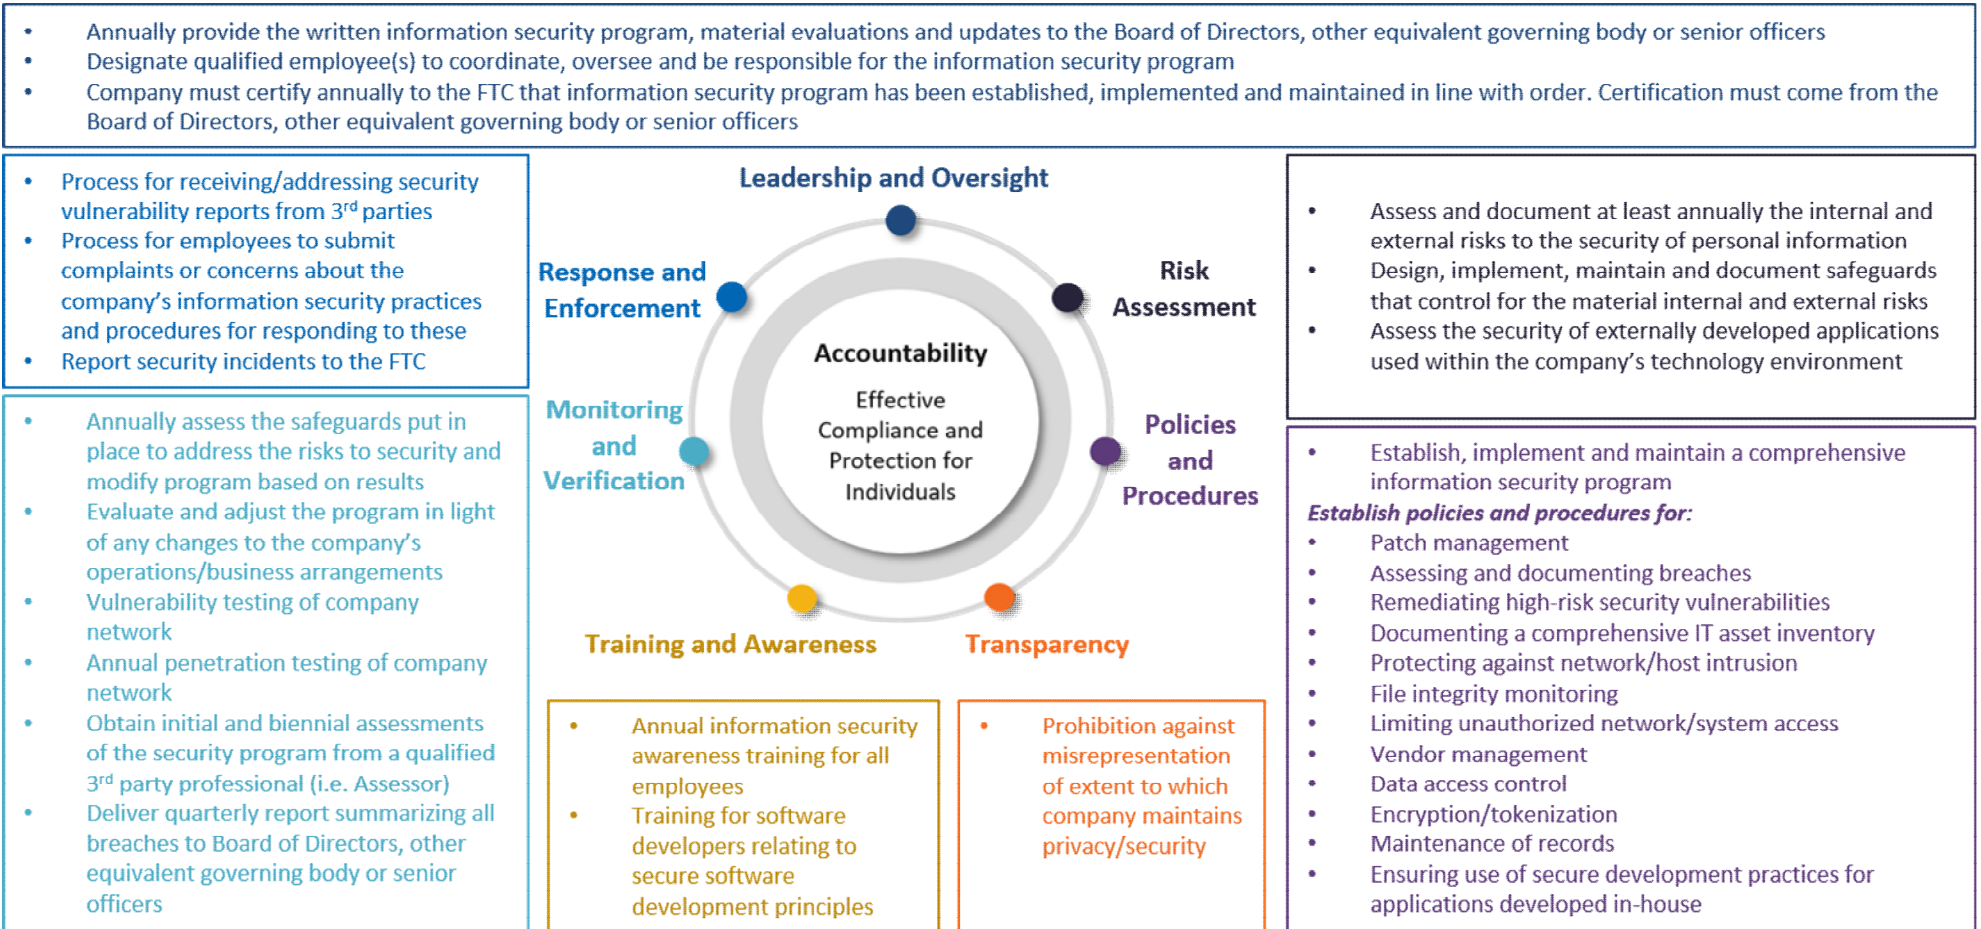 • Annually provide the written information security program, material evaluations and updates to the Board of Directors, other equivalent governing body or senior officers
• Designate qualified employee(s) to coordinate, oversee and be responsible for the information security program
• Company must certify annually to the FTC that information security program has been established, implemented and maintained in line with order. Certification must come from the
Board of Directors, other equivalent governing body or senior officers
• Process for receiving/addressing security
vulnerability reports from 3rd parties
• Process for employees to submit
complaints or concerns about the
company's information security practices
and procedures for responding to these
• Report security incidents to the FTC
• Annually assess the safeguards put in
place to address the risks to security and
modify program based on results
• Evaluate and adjust the program in light
of any changes to the company's
operations/business arrangements
• Vulnerability testing of company
network
• Annual penetration testing of company
network
• Obtain initial and biennial assessments
of the security program from a qualified
3rd party professional (i.e. Assessor)
• Deliver quarterly report summarizing all
breaches to Board of Directors, other
equivalent governing body or senior
officers
Leadership and Oversight
Response and
Enforcement
Risk
Assessment
Accountability
Effective
Compliance and
Protection for
Individuals
Monitoring
and
Verification
Policies
and
Procedures
Training and Awareness
Transparency
• Annual information security
awareness training for all
employees
• Training for software
developers relating to
secure software
development principles
• Prohibition against
misrepresentation
of extent to which
company maintains
privacy/security
• Assess and document at least annually the internal and
external risks to the security of personal information
• Design, implement, maintain and document safeguards
that control for the material internal and external risks
• Assess the security of externally developed applications
used within the company's technology environment
• Establish, implement and maintain a comprehensive
information security program
Establish policies and procedures for:
• Patch management
• Assessing and documenting breaches
• Remediating high-risk security vulnerabilities
• Documenting a comprehensive IT asset inventory
• Protecting against network/host intrusion
• File integrity monitoring
• Limiting unauthorized network/system access
• Vendor management
• Data access control
• Encryption/tokenization
• Maintenance of records
• Ensuring use of secure development practices for
applications developed in-house